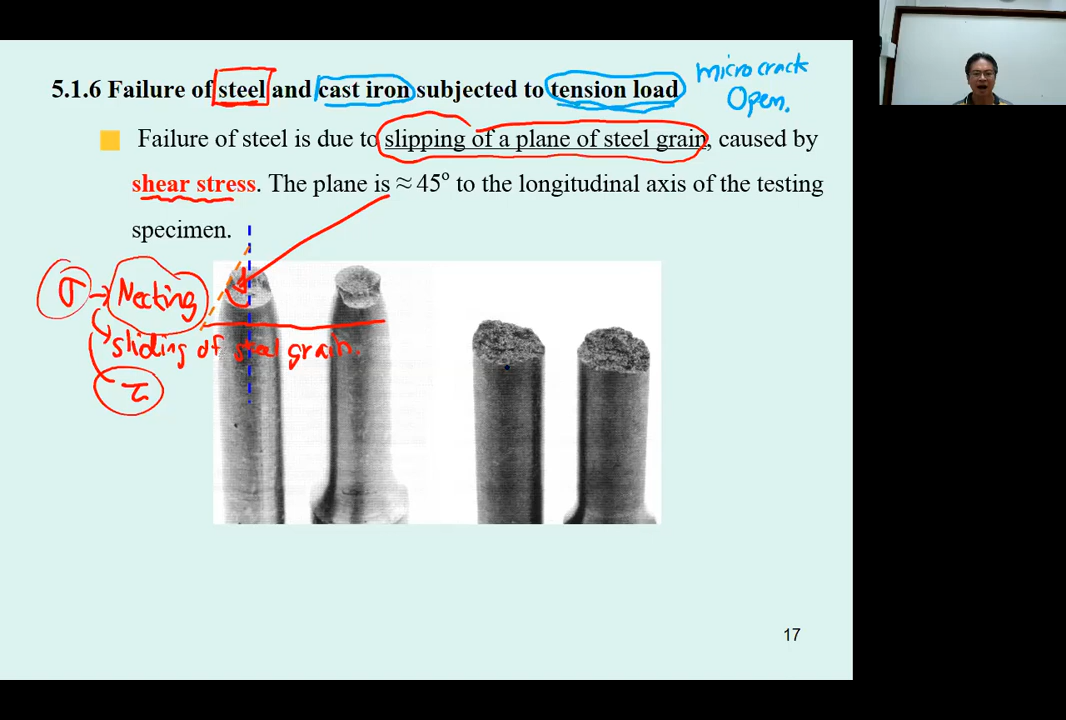 5.1.6 Failure of steel and cast iron subjected to tension load
micro crack
Open.
Failure of steel is due to slipping of a plane of steel grain, caused by
shear stress. The plane is ≈ 45° to the longitudinal axis of the testing
specimen.
σ → Necting
sliding of steel grain.
τ
17